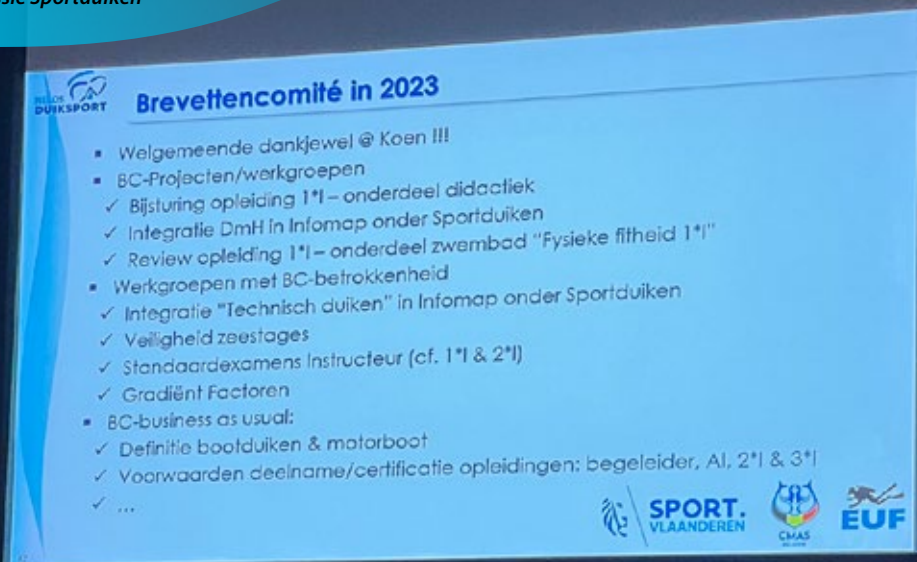 sie Sportduiken
NELOS
DUIKSPORT
Brevettencomité in 2023
▪ Welgemeende dankjewel @ Koen !!!
▪ BC-Projecten/werkgroepen
✓ Bijsturing opleiding 1*I – onderdeel didactiek
✓ Integratie DmH in Infomap onder Sportduiken
✓ Review opleiding 1*I – onderdeel zwembad "Fysieke fitheid 1*I"
▪ Werkgroepen met BC-betrokkenheid
✓ Integratie "Technisch duiken" in Infomap onder Sportduiken
✓ Veiligheid zeestages
✓ Standaardexamens Instructeur (cf. 1*I & 2*I)
✓ Gradiënt Factoren
▪ BC-business as usual:
✓ Definitie bootduiken & motorboot
✓ Voorwaarden deelname/certificatie opleidingen: begeleider, AI, 2*I & 3*I
✓ ...
SPORT.
VLAANDEREN
CMAS
EUF